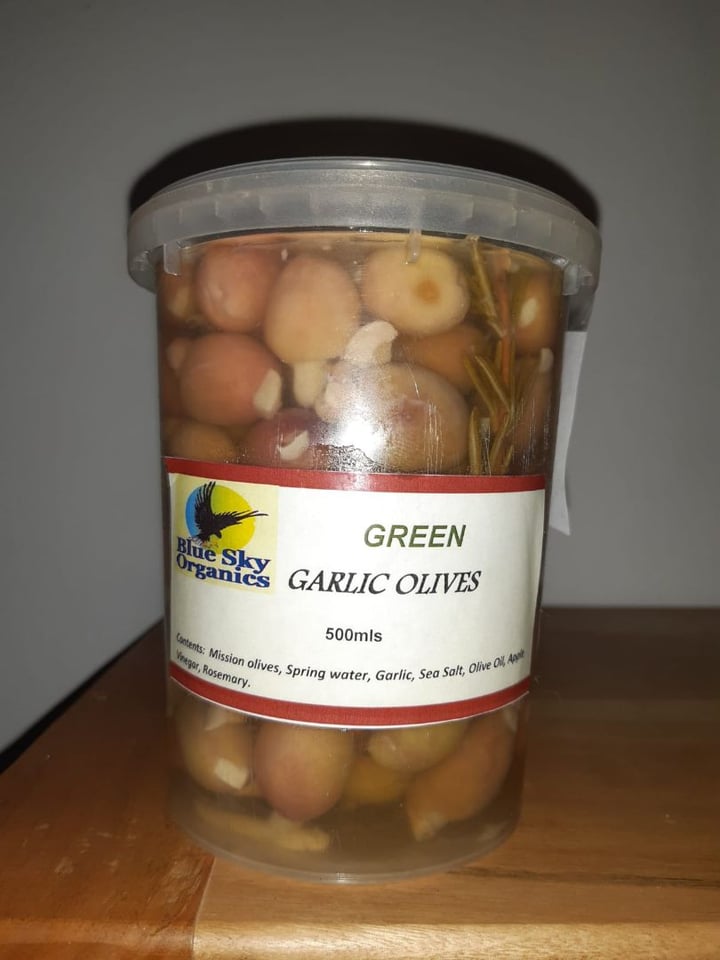 Blue Sky
Organics
GREEN
GARLIC OLIVES
500mls
Contents: Mission olives, Spring water, Garlic, Sea Salt, Olive Oil, Apple
Vinegar, Rosemary.